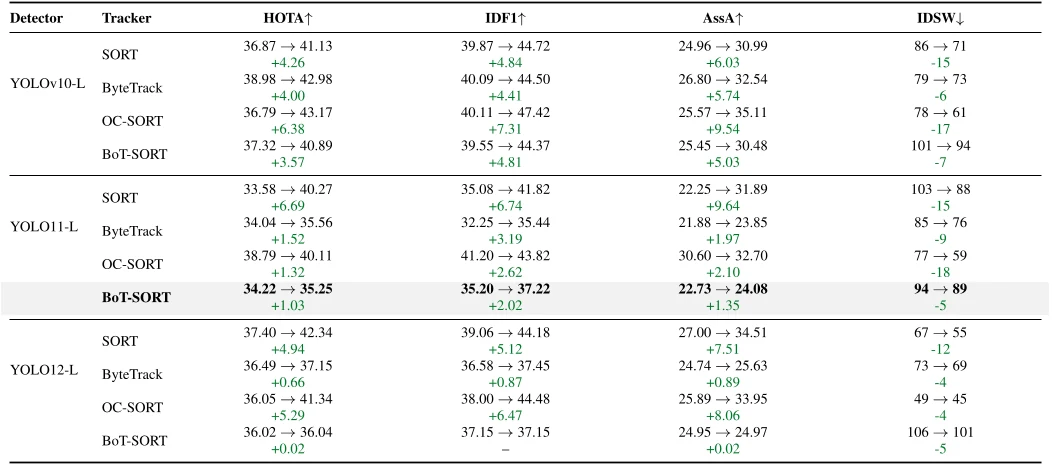 Detector Tracker HOTA↑ IDF1↑ AssA↑ IDSW↓
SORT 36.87 → 41.13 39.87 → 44.72 24.96 → 30.99 86 → 71
+4.26 +4.84 +6.03 -15
YOLOv10-L ByteTrack 38.98 → 42.98 40.09 → 44.50 26.80 → 32.54 79 → 73
+4.00 +4.41 +5.74 -6
OC-SORT 36.79 → 43.17 40.11 → 47.42 25.57 → 35.11 78 → 61
+6.38 +7.31 +9.54 -17
BoT-SORT 37.32 → 40.89 39.55 → 44.37 25.45 → 30.48 101 → 94
+3.57 +4.81 +5.03 -7
SORT 33.58 → 40.27 35.08 → 41.82 22.25 → 31.89 103 → 88
+6.69 +6.74 +9.64 -15
YOLO11-L ByteTrack 34.04 → 35.56 32.25 → 35.44 21.88 → 23.85 85 → 76
+1.52 +3.19 +1.97 -9
OC-SORT 38.79 → 40.11 41.20 → 43.82 30.60 → 32.70 77 → 59
+1.32 +2.62 +2.10 -18
BoT-SORT 34.22 → 35.25 35.20 → 37.22 22.73 → 24.08 94 → 89
+1.03 +2.02 +1.35 -5
SORT 37.40 → 42.34 39.06 → 44.18 27.00 → 34.51 67 → 55
+4.94 +5.12 +7.51 -12
YOLO12-L ByteTrack 36.49 → 37.15 36.58 → 37.45 24.74 → 25.63 73 → 69
+0.66 +0.87 +0.89 -4
OC-SORT 36.05 → 41.34 38.00 → 44.48 25.89 → 33.95 49 → 45
+5.29 +6.47 +8.06 -4
BoT-SORT 36.02 → 36.04 37.15 → 37.15 24.95 → 24.97 106 → 101
+0.02 – +0.02 -5